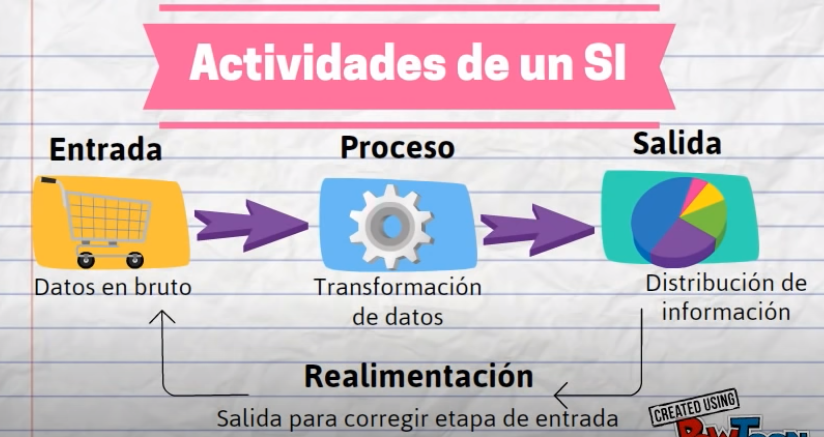 Actividades de un SI
Entrada
Proceso
Salida
Datos en bruto
Transformación
de datos
Distribución de
información
Realimentación
Salida para corregir etapa de entrada
CREATED USING